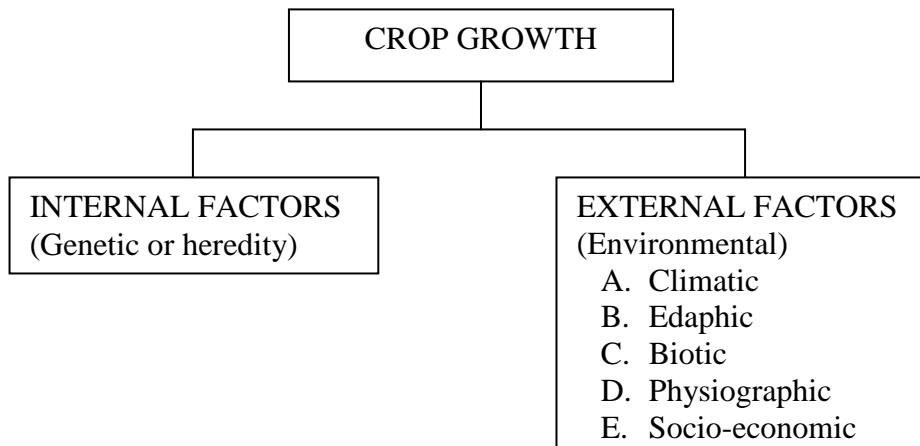 CROP GROWTH
INTERNAL FACTORS
(Genetic or heredity)
EXTERNAL FACTORS
(Environmental)
A. Climatic
B. Edaphic
C. Biotic
D. Physiographic
E. Socio-economic